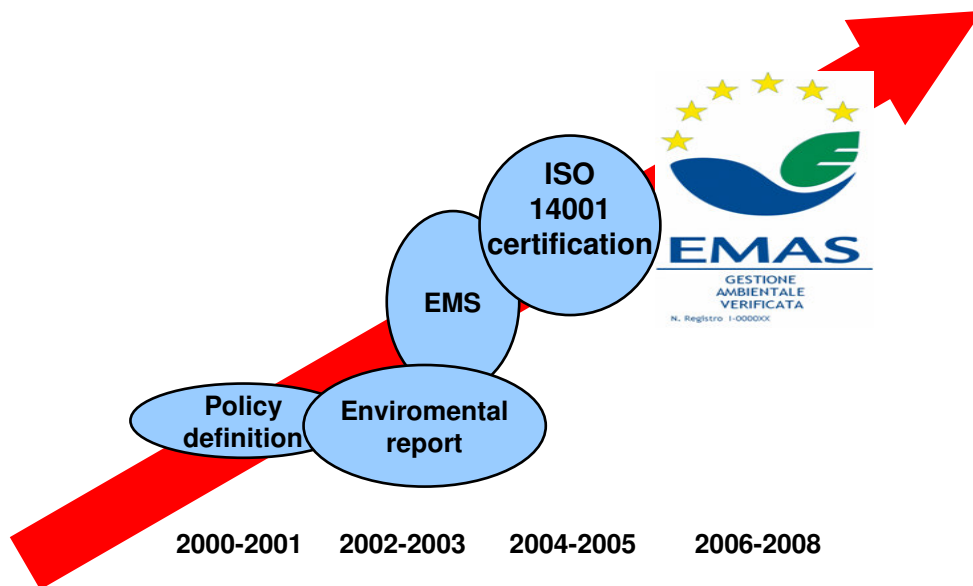 ISO
14001
certification
EMS
Policy
definition
Enviromental
report
EMAS
GESTIONE
AMBIENTALE
VERIFICATA
N. Registro I-0000XX
2000-2001 2002-2003 2004-2005 2006-2008